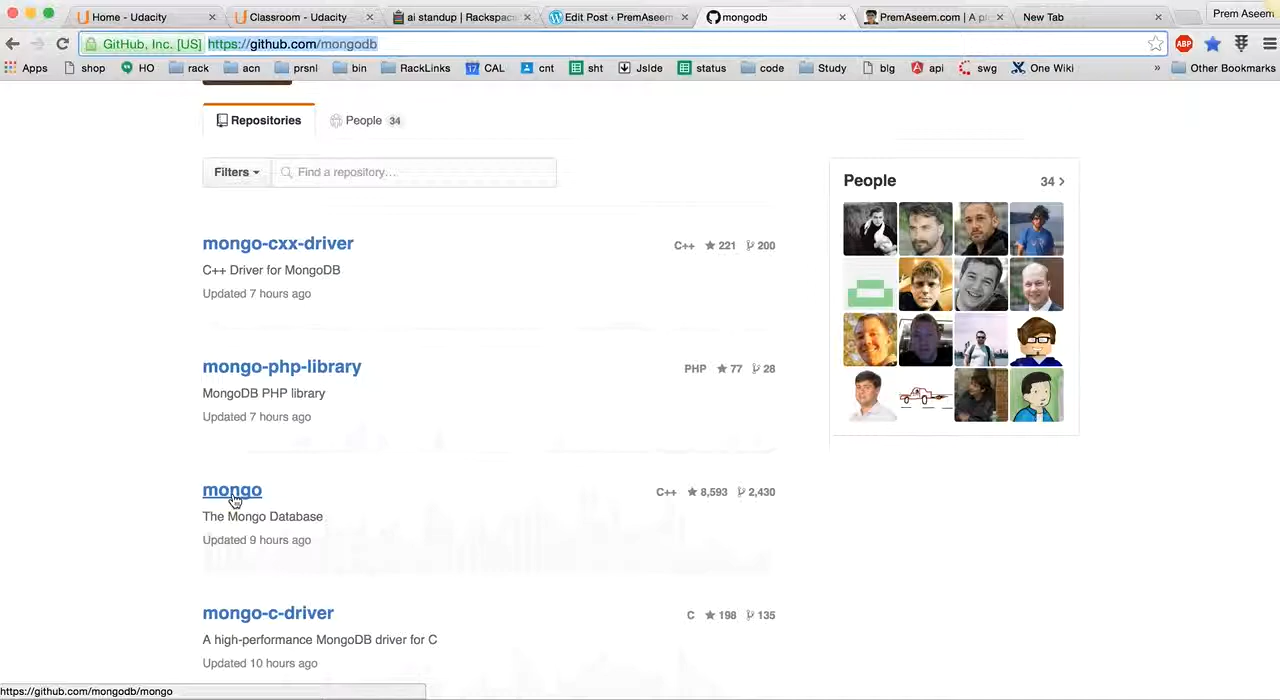 Home - Udacity
Classroom - Udacity
ai standup | Rackspac
Edit Post ‹ PremAseem
mongodb
PremAseem.com | A p
New Tab
Prem Aseem
GitHub, Inc. [US] https://github.com/mongodb
ABP
Apps shop HO rack acn prsnl bin RackLinks 17 CAL cnt sht Jslde status code Study blg api swg One Wiki » Other Bookmarks
Repositories
People 34
Filters
Find a repository…
People
34
mongo-cxx-driver
C++ 221 200
C++ Driver for MongoDB
Updated 7 hours ago
mongo-php-library
PHP 77 28
MongoDB PHP library
Updated 7 hours ago
mongo
C++ 8,593 2,430
The Mongo Database
Updated 9 hours ago
mongo-c-driver
C 198 135
A high-performance MongoDB driver for C
Updated 10 hours ago
https://github.com/mongodb/mongo